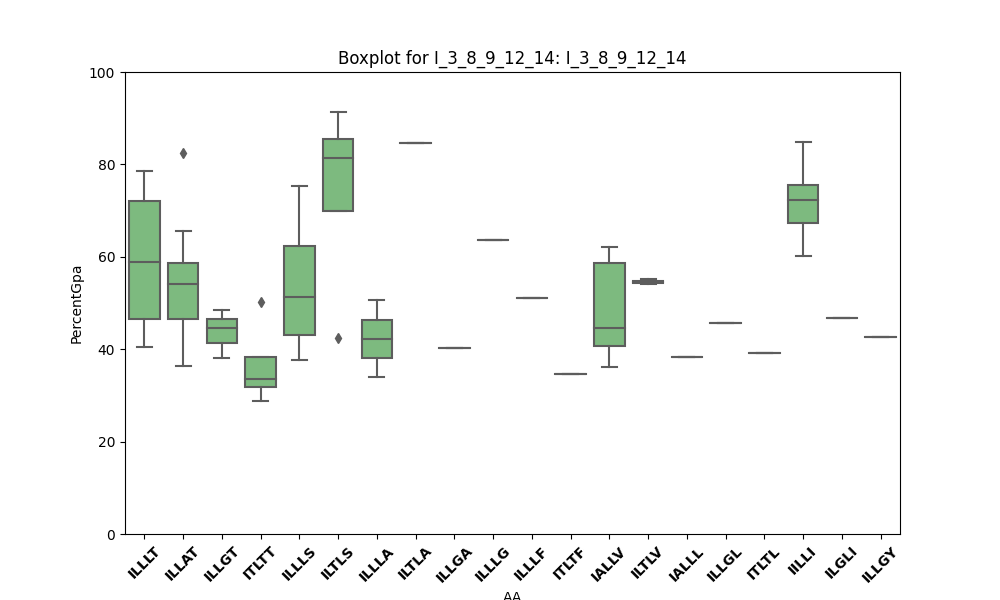 Boxplot for I_3_8_9_12_14: I_3_8_9_12_14
PercentGpa
100
80
60
40
20
0
ILLLT
ILLAT
ILLGT
ITLTT
ILLLS
ILTLS
ILLLA
ILTLA
ILLGA
ILLLG
ILLLF
ITLTF
IALLV
ILTLV
IALLL
ILLGL
ITLTL
IILLI
ILGLI
ILLGY
AA